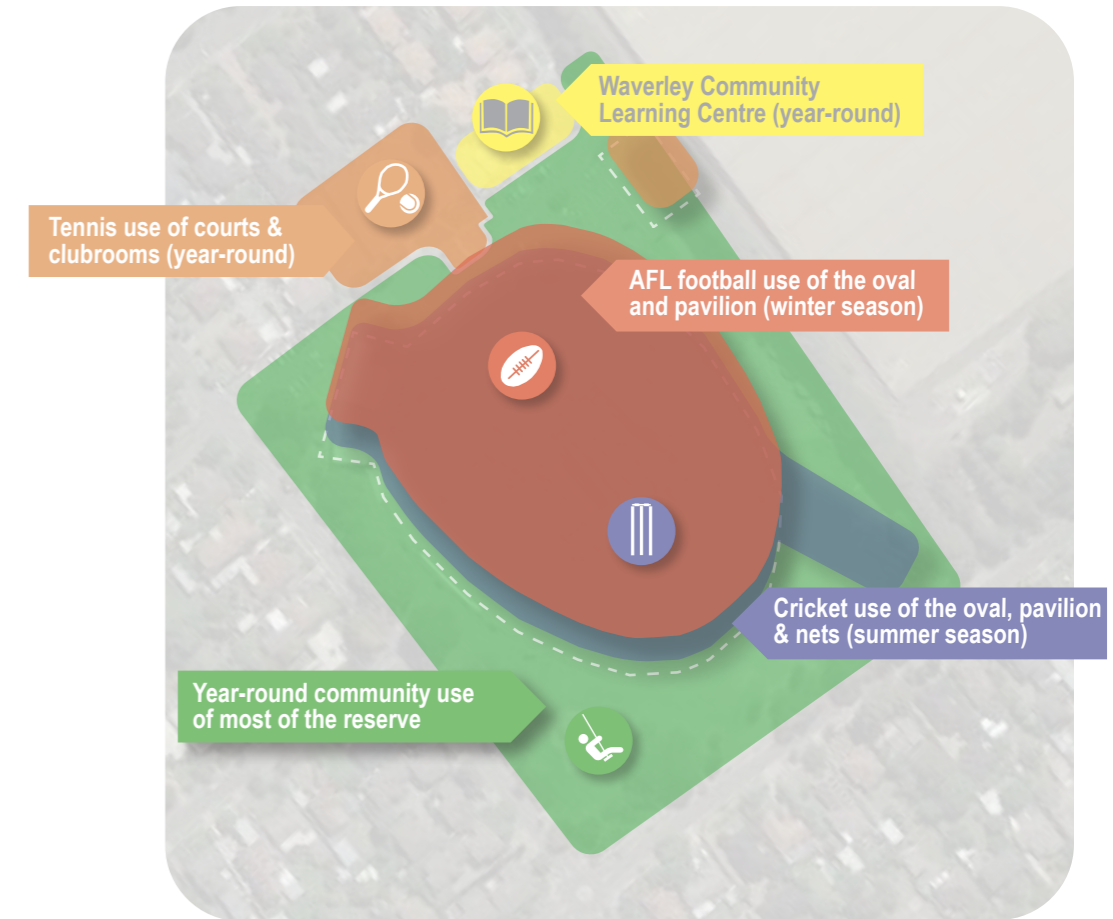 Waverley Community
Learning Centre (year-round)
Tennis use of courts &
clubrooms (year-round)
AFL football use of the oval
and pavilion (winter season)
Cricket use of the oval, pavilion
& nets (summer season)
Year-round community use
of most of the reserve